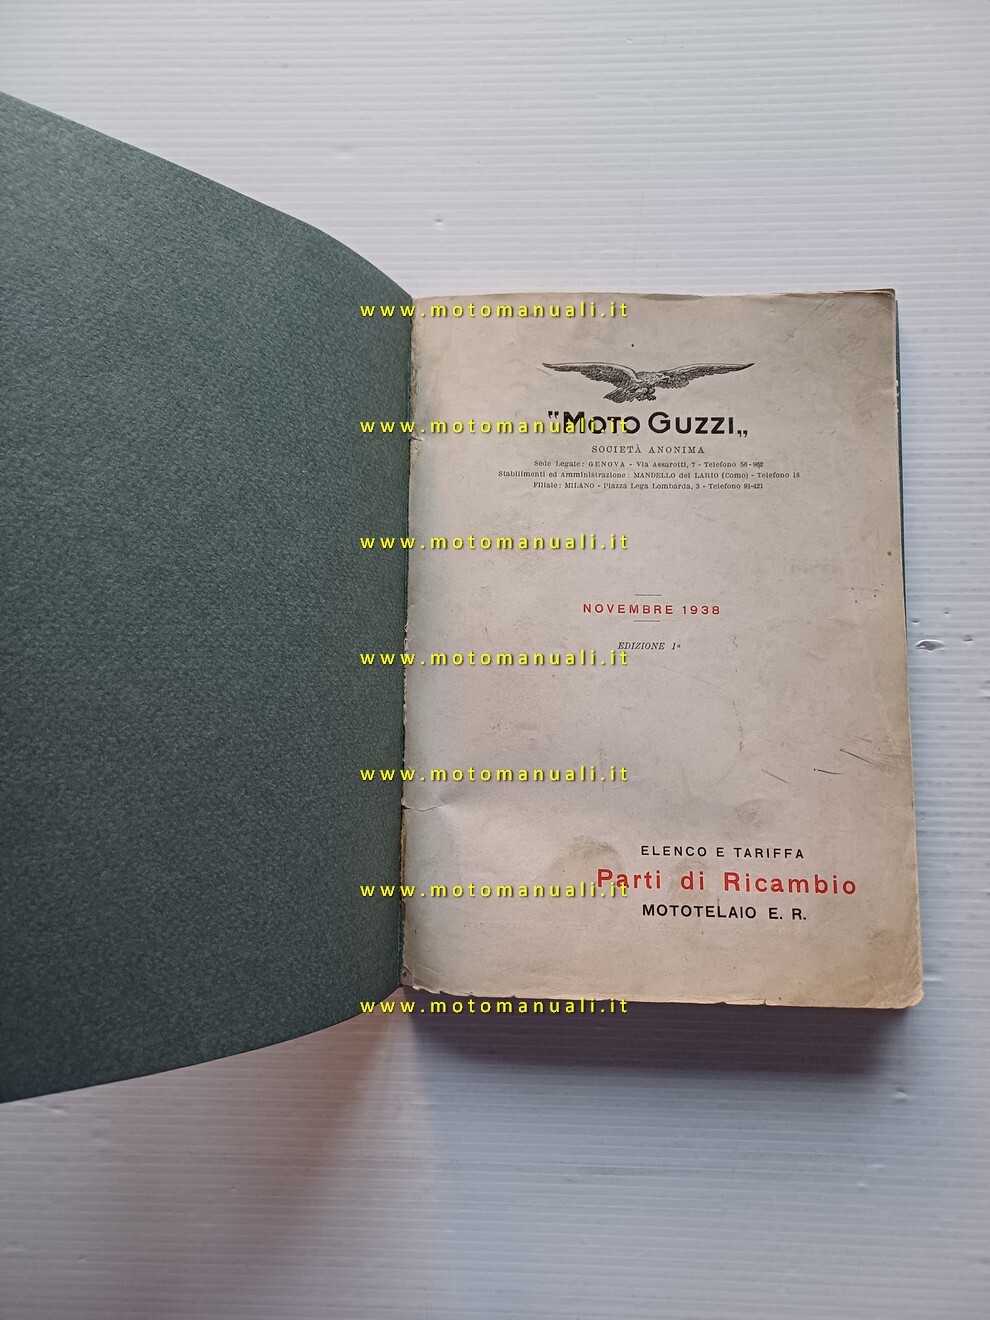 www.motomanuali.it
"MOTO GUZZI„
www.motomanuali.it
SOCIETÀ ANONIMA
Sede Legale: GENOVA - Via Assarotti, 7 - Telefono 56-962
Stabilimenti ed Amministrazione: MANDELLO del LARIO (Como) - Telefono 18
Filiale: MILANO - Piazza Lega Lombarda, 3 - Telefono 91-421
www.motomanuali.it
NOVEMBRE 1938
EDIZIONE 1ª
www.motomanuali.it
www.motomanuali.it
ELENCO E TARIFFA
Parti di Ricambio
www.motomanuali.it
MOTOTELAIO E. R.
www.motomanuali.it